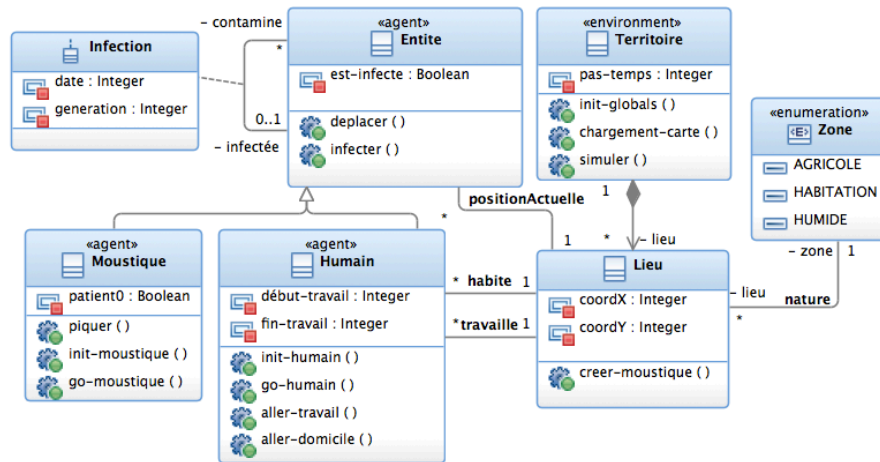 Infection
date : Integer
generation : Integer
- contamine
*
0..1
- infectée
«agent»
Entite
est-infecte : Boolean
deplacer ( )
infecter ( )
«environment»
Territoire
pas-temps : Integer
init-globals ( )
chargement-carte ( )
simuler ( )
«enumeration»
<E> Zone
AGRICOLE
HABITATION
HUMIDE
positionActuelle
*
1
1
* - lieu
- zone 1
«agent»
Moustique
patient0 : Boolean
piquer ( )
init-moustique ( )
go-moustique ( )
«agent»
Humain
début-travail : Integer
fin-travail : Integer
init-humain ( )
go-humain ( )
aller-travail ( )
aller-domicile ( )
* habite 1
* travaille 1
Lieu
coordX : Integer
coordY : Integer
creer-moustique ( )
- lieu
* nature